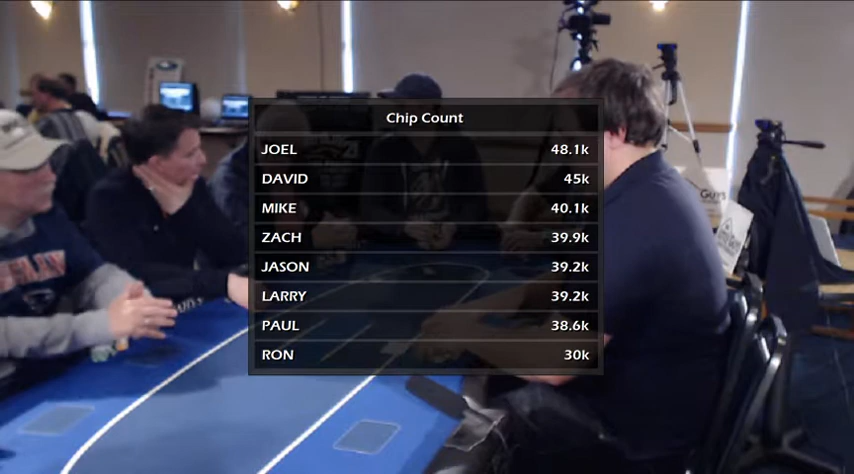 Chip Count
JOEL 48.1k
DAVID 45k
MIKE 40.1k
ZACH 39.9k
JASON 39.2k
LARRY 39.2k
PAUL 38.6k
RON 30k
GUYS